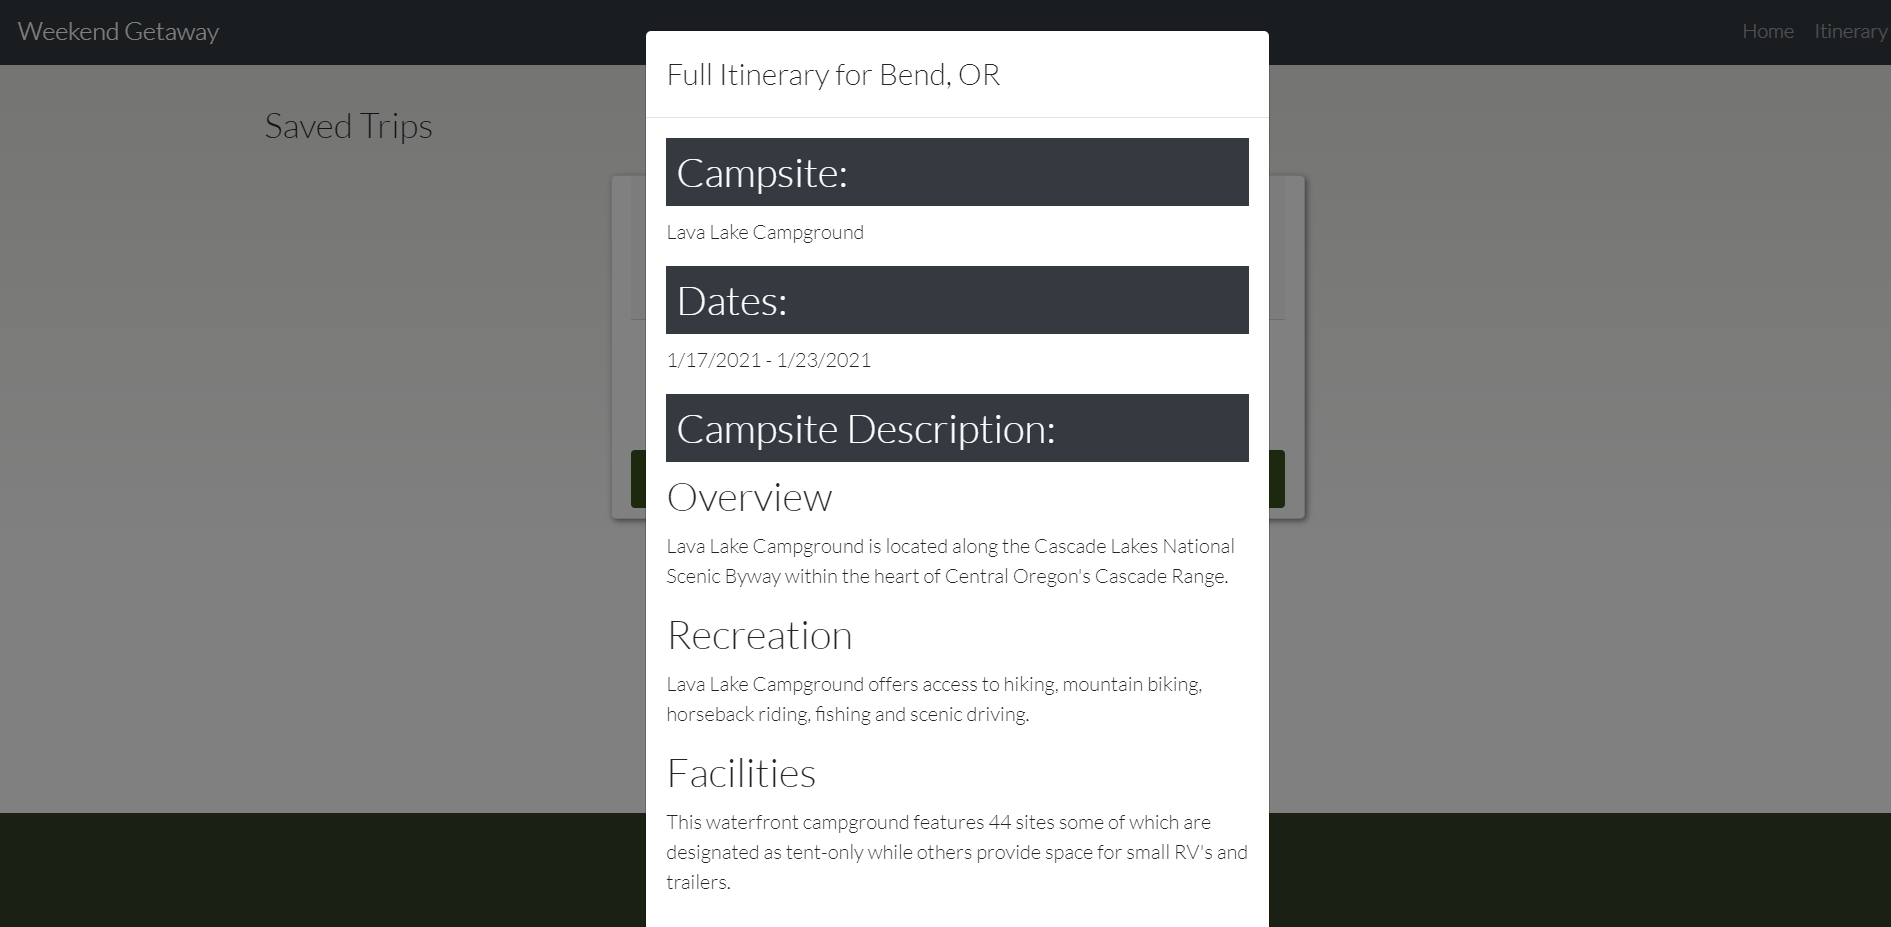 Weekend Getaway
Home
Itinerary
Saved Trips
Full Itinerary for Bend, OR
Campsite:
Lava Lake Campground
Dates:
1/17/2021 - 1/23/2021
Campsite Description:
Overview
Lava Lake Campground is located along the Cascade Lakes National
Scenic Byway within the heart of Central Oregon's Cascade Range.
Recreation
Lava Lake Campground offers access to hiking, mountain biking,
horseback riding, fishing and scenic driving.
Facilities
This waterfront campground features 44 sites some of which are
designated as tent-only while others provide space for small RV's and
trailers.